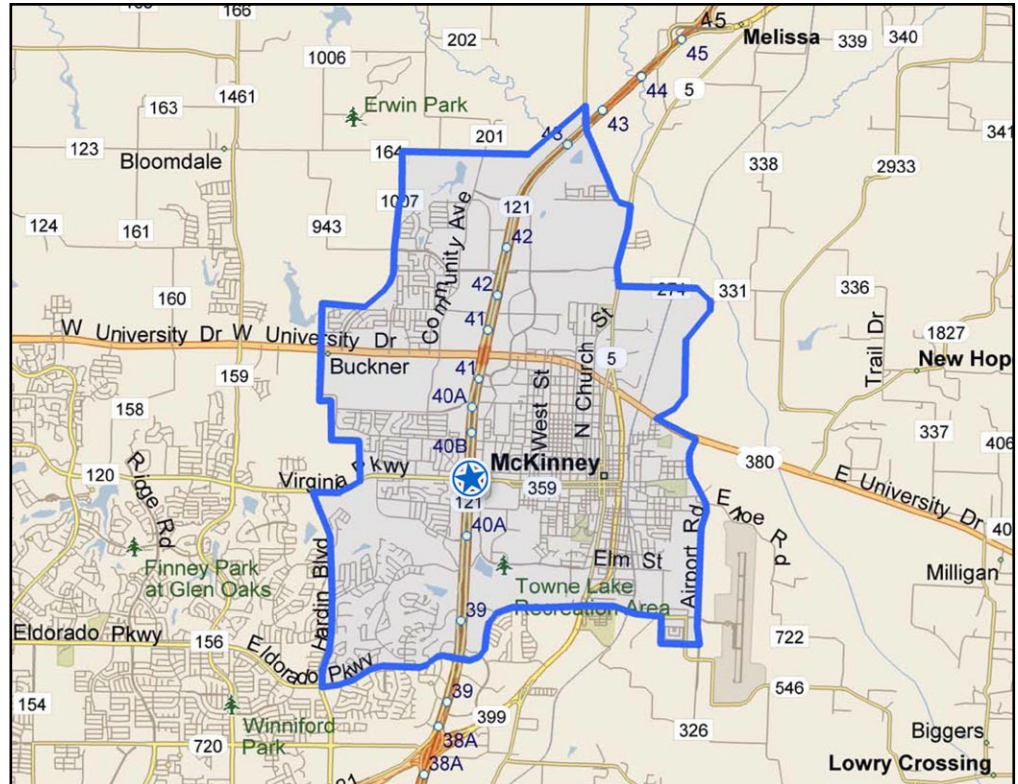 166
166
202
45
Melissa
340
339
1006
45
44
5
163
1461
Erwin Park
43
201
43
341
123
Bloomdale
164
338
2933
1007
Community Ave
124
161
943
121
42
160
42
274
331
336
W University Dr W University Dr
41
N Church St
5
Trail Dr
1827
Buckner
New Hop
159
41
158
40A
West St
337
406
40B
380
120
Virginia Pkwy
McKinney
359
E University Dr
Ridge Rd
121
40A
Airport Rd
40
Finney Park
at Glen Oaks
Hardin Blvd
Elm St
Milligan
Towne Lake
Recreation Area
39
Eldorado Pkwy
156
Eldorado Pkwy
722
154
39
546
Winniford
Park
399
326
Biggers
720
38A
38A
Lowry Crossing